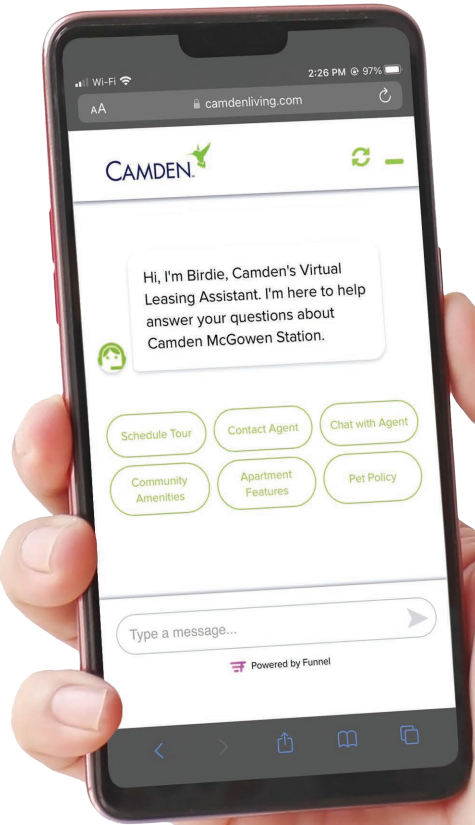 Wi-Fi 2:26 PM 97%
AA camdenliving.com
CAMDEN™
Hi, I'm Birdie, Camden's Virtual
Leasing Assistant. I'm here to help
answer your questions about
Camden McGowen Station.
Schedule Tour
Contact Agent
Chat with Agent
Community
Amenities
Apartment
Features
Pet Policy
Type a message...
Powered by Funnel